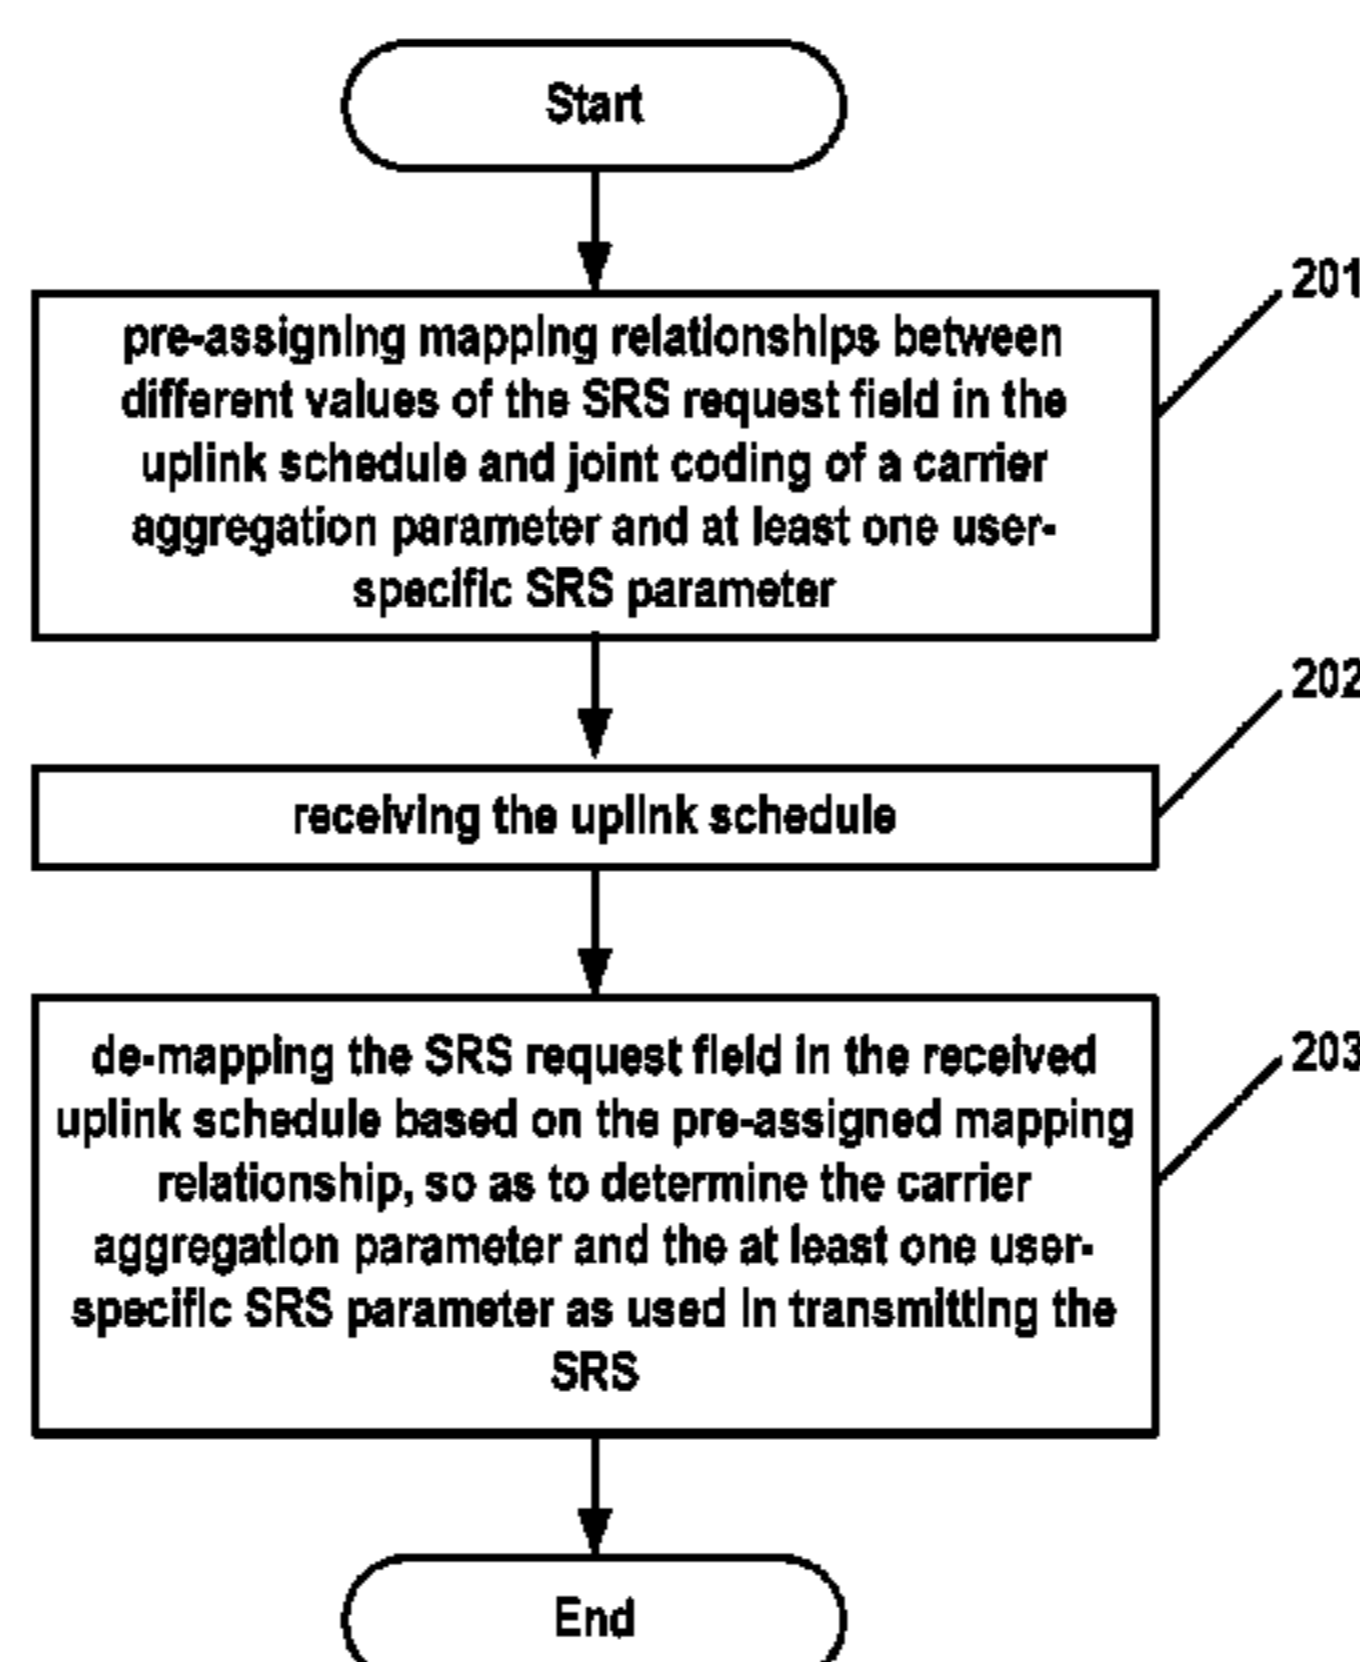 Start
201
pre-assigning mapping relationships between
different values of the SRS request field in the
uplink schedule and joint coding of a carrier
aggregation parameter and at least one user-
specific SRS parameter
202
receiving the uplink schedule
203
de-mapping the SRS request field in the received
uplink schedule based on the pre-assigned mapping
relationship, so as to determine the carrier
aggregation parameter and the at least one user-
specific SRS parameter as used in transmitting the
SRS
End